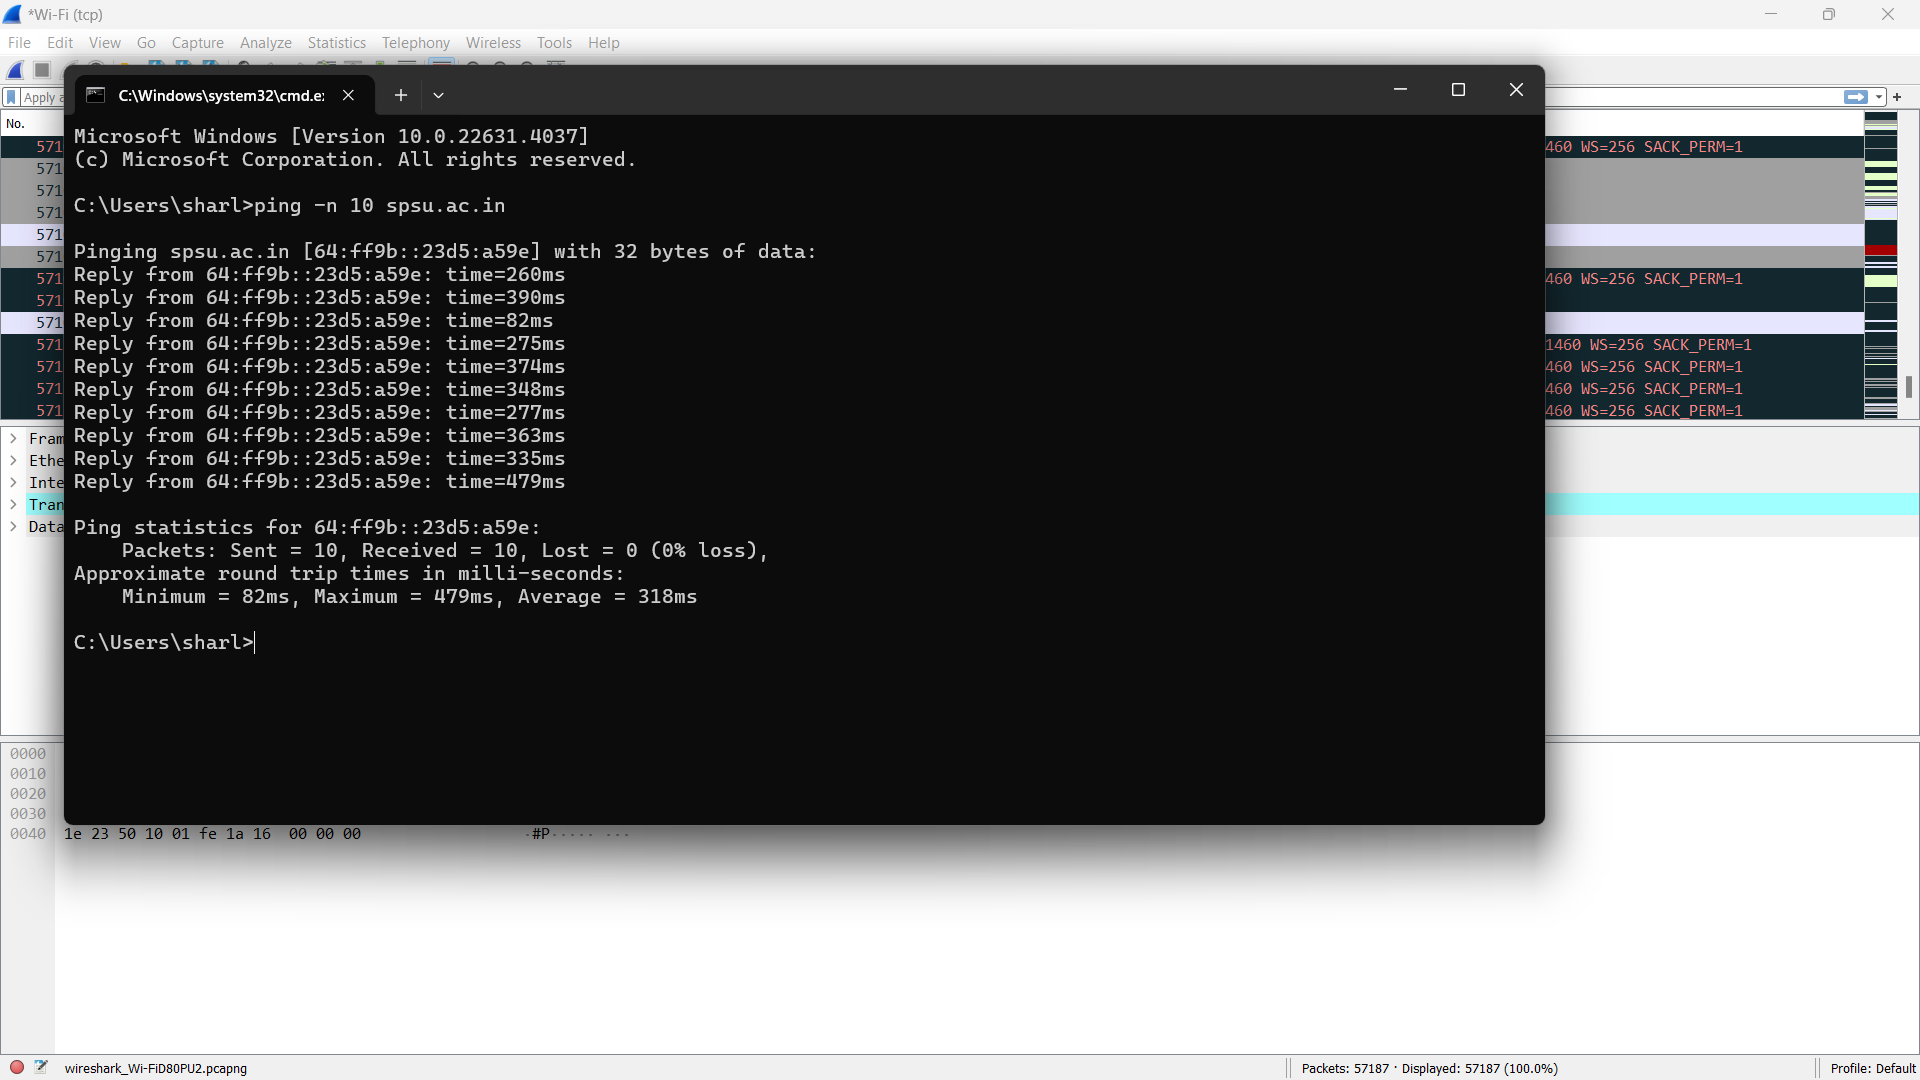 *Wi-Fi (tcp)
File Edit View Go Capture Analyze Statistics Telephony Wireless Tools Help
C:\Windows\system32\cmd.e:
Apply a
No.
Microsoft Windows [Version 10.0.22631.4037]
(c) Microsoft Corporation. All rights reserved.
C:\Users\sharl>ping -n 10 spsu.ac.in
Pinging spsu.ac.in [64:ff9b::23d5:a59e] with 32 bytes of data:
Reply from 64:ff9b::23d5:a59e: time=260ms
Reply from 64:ff9b::23d5:a59e: time=390ms
Reply from 64:ff9b::23d5:a59e: time=82ms
Reply from 64:ff9b::23d5:a59e: time=275ms
Reply from 64:ff9b::23d5:a59e: time=374ms
Reply from 64:ff9b::23d5:a59e: time=348ms
Reply from 64:ff9b::23d5:a59e: time=277ms
Reply from 64:ff9b::23d5:a59e: time=363ms
Reply from 64:ff9b::23d5:a59e: time=335ms
Reply from 64:ff9b::23d5:a59e: time=479ms
Ping statistics for 64:ff9b::23d5:a59e:
Packets: Sent = 10, Received = 10, Lost = 0 (0% loss),
Approximate round trip times in milli-seconds:
Minimum = 82ms, Maximum = 479ms, Average = 318ms
C:\Users\sharl>
571 460 WS=256 SACK_PERM=1
571
571
571
571
571
571 460 WS=256 SACK_PERM=1
571
571
571 1460 WS=256 SACK_PERM=1
571 460 WS=256 SACK_PERM=1
571 460 WS=256 SACK_PERM=1
571 460 WS=256 SACK_PERM=1
Fram
Ethe
Inte
Tran
Data
0000
0010
0020
0030
0040 1e 23 50 10 01 fe 1a 16 00 00 00 ·#P····· ···
wireshark_Wi-FiD80PU2.pcapng
Packets: 57187 · Displayed: 57187 (100.0%)
Profile: Default